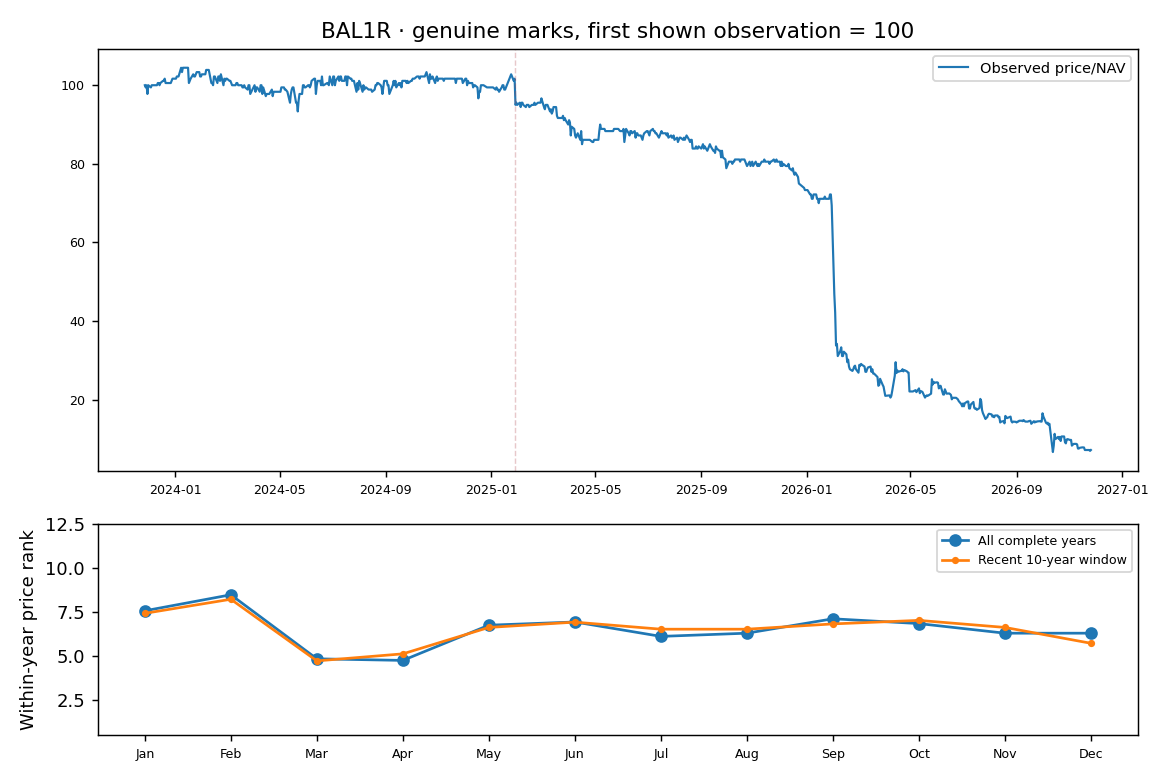 BAL1R · genuine marks, first shown observation = 100
Observed price/NAV
100
80
60
40
20
2024-01 2024-05 2024-09 2025-01 2025-05 2025-09 2026-01 2026-05 2026-09 2027-01
Within-year price rank
12.5
10.0
7.5
5.0
2.5
All complete years
Recent 10-year window
Jan Feb Mar Apr May Jun Jul Aug Sep Oct Nov Dec